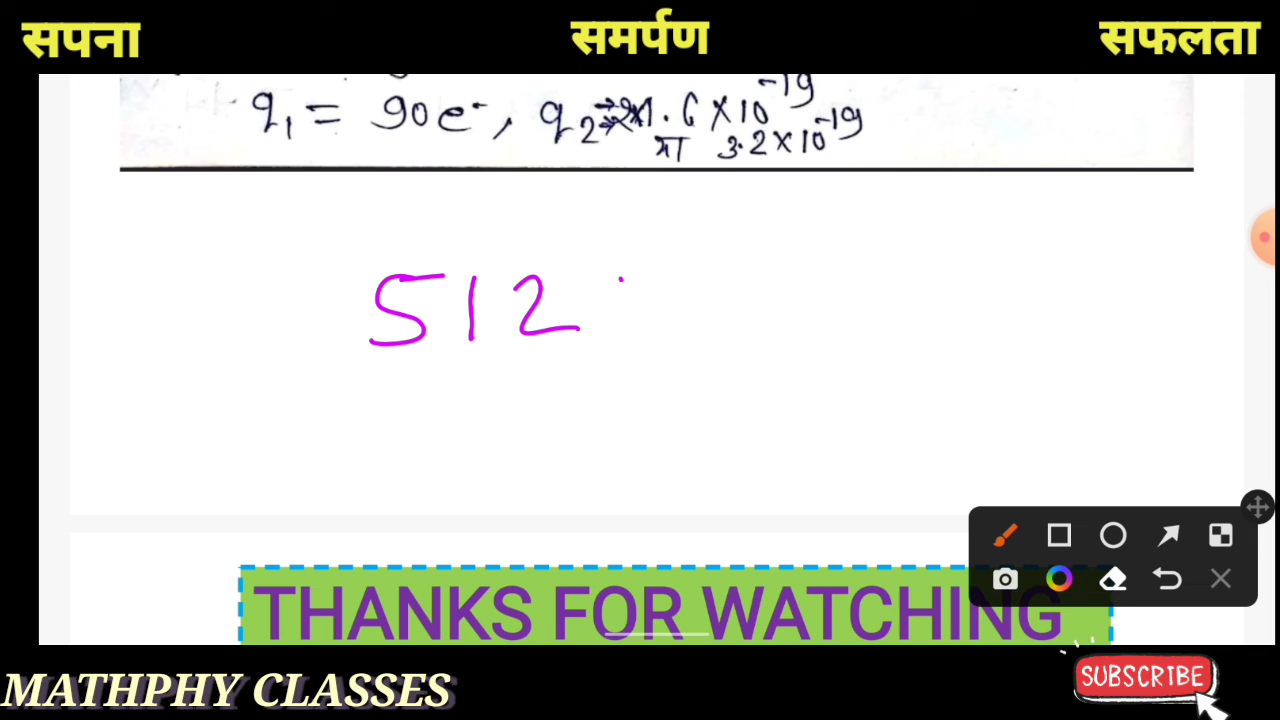 सपना समर्पण सफलता
q₁ = 90e⁻, q₂ 1.6 × 10⁻¹⁹
या 3.2 × 10⁻¹⁹
512
THANKS FOR WATCHING
MATHPHY CLASSES
SUBSCRIBE